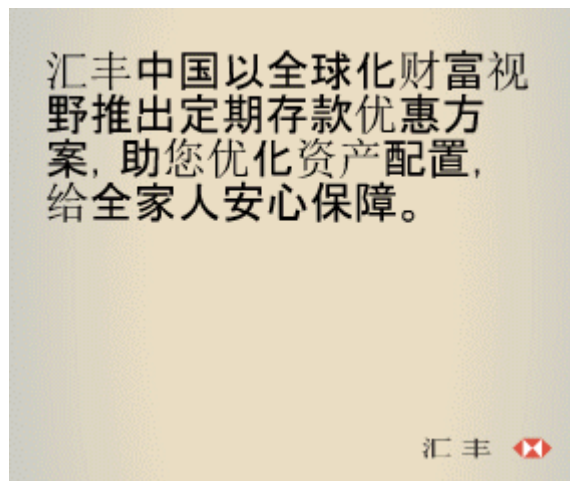 汇丰中国以全球化财富视
野推出定期存款优惠方
案, 助您优化资产配置,
给全家人安心保障。
汇丰